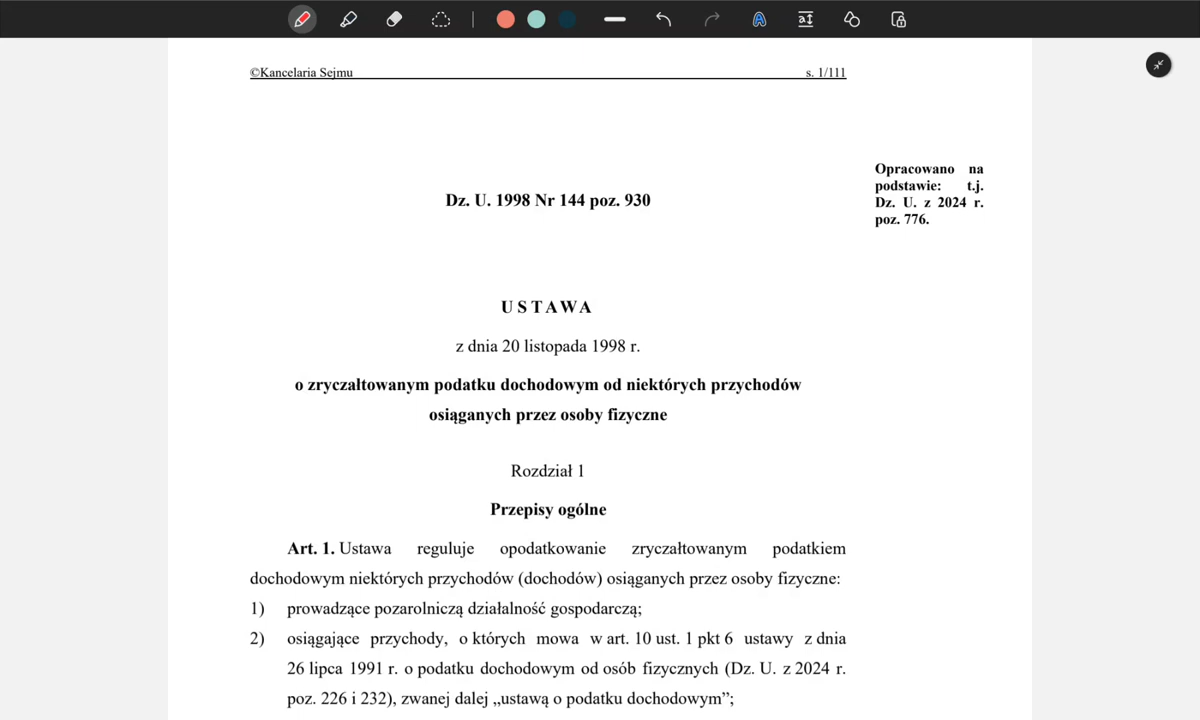 ©Kancelaria Sejmu s. 1/111
Opracowano na
podstawie: t.j.
Dz. U. z 2024 r.
poz. 776.
Dz. U. 1998 Nr 144 poz. 930
USTAWA
z dnia 20 listopada 1998 r.
o zryczałtowanym podatku dochodowym od niektórych przychodów
osiąganych przez osoby fizyczne
Rozdział 1
Przepisy ogólne
Art. 1. Ustawa reguluje opodatkowanie zryczałtowanym podatkiem
dochodowym niektórych przychodów (dochodów) osiąganych przez osoby fizyczne:
1) prowadzące pozarolniczą działalność gospodarczą;
2) osiągające przychody, o których mowa w art. 10 ust. 1 pkt 6 ustawy z dnia
26 lipca 1991 r. o podatku dochodowym od osób fizycznych (Dz. U. z 2024 r.
poz. 226 i 232), zwanej dalej „ustawą o podatku dochodowym”;